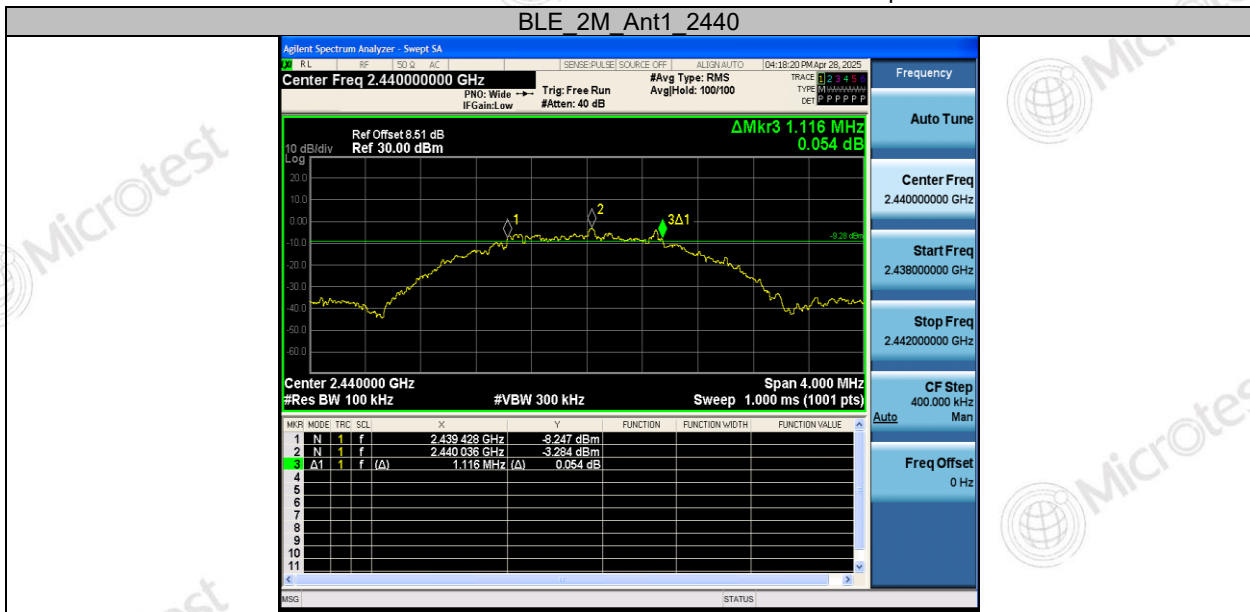 BLE_2M_Ant1_2440
Agilent Spectrum Analyzer - Swept SA
RL RF 50 Ω AC SENSE:PULSE SOURCE OFF ALIGN AUTO 04:18:20 PM Apr 28, 2025
Center Freq 2.440000000 GHz
PNO: Wide
IFGain:Low
Trig: Free Run
#Atten: 40 dB
#Avg Type: RMS
Avg|Hold: 100/100
TRACE 1 2 3 4 5 6
TYPE M
DET P P P P P P
Frequency
ΔMkr3 1.116 MHz
0.054 dB
Ref Offset 8.51 dB
10 dB/div Ref 30.00 dBm
Log
20.0
10.0
0.00
-10.0
-20.0
-30.0
-40.0
-50.0
-60.0
1
2
3Δ1
-9.28 dBm
Center 2.440000 GHz Span 4.000 MHz
#Res BW 100 kHz #VBW 300 kHz Sweep 1.000 ms (1001 pts)
MKR MODE TRC SCL X Y FUNCTION FUNCTION WIDTH FUNCTION VALUE
1 N 1 f 2.439 428 GHz -8.247 dBm
2 N 1 f 2.440 036 GHz -3.284 dBm
3 Δ1 1 f (Δ) 1.116 MHz (Δ) 0.054 dB
4
5
6
7
8
9
10
11
MSG STATUS
Auto Tune
Center Freq
2.440000000 GHz
Start Freq
2.438000000 GHz
Stop Freq
2.442000000 GHz
CF Step
400.000 kHz
Auto Man
Freq Offset
0 Hz
Microtest
Microtest